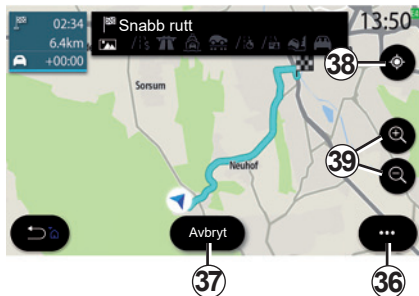 02:34
6.4km
+00:00
Snabb rutt
13:50
38
Sorsum
39
Neuhof
Avbryt
37
36